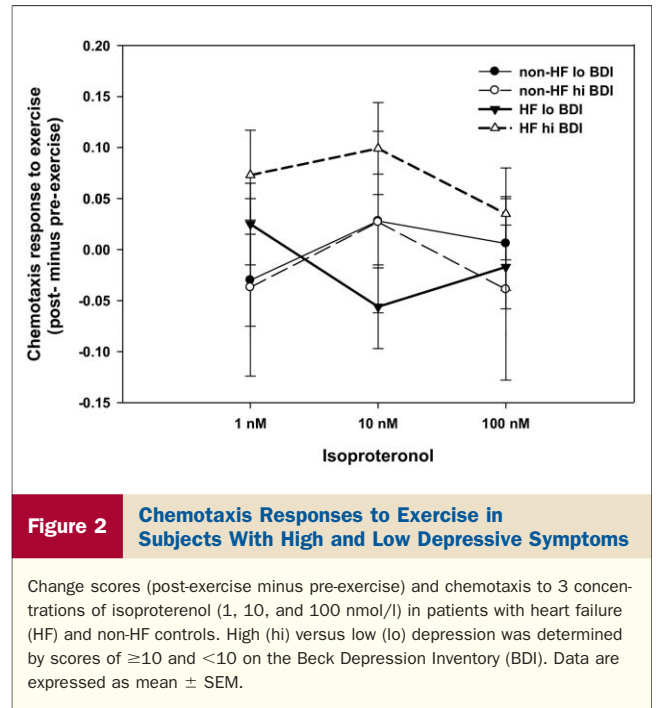 0.20
0.15
0.10
0.05
0.00
-0.05
-0.10
-0.15
Chemotaxis response to exercise
(post- minus pre-exercise)
non-HF lo BDI
non-HF hi BDI
HF lo BDI
HF hi BDI
1 nM
10 nM
100 nM
Isoproteronol
Figure 2
Chemotaxis Responses to Exercise in
Subjects With High and Low Depressive Symptoms
Change scores (post-exercise minus pre-exercise) and chemotaxis to 3 concen-
trations of isoproterenol (1, 10, and 100 nmol/l) in patients with heart failure
(HF) and non-HF controls. High (hi) versus low (lo) depression was determined
by scores of ≥10 and <10 on the Beck Depression Inventory (BDI). Data are
expressed as mean ± SEM.